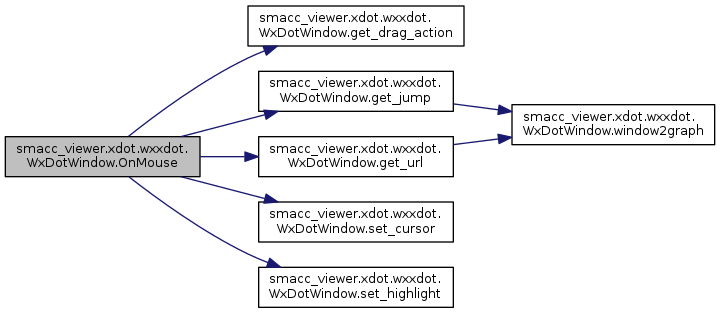 smacc_viewer.xdot.wxxdot.
WxDotWindow.get_drag_action
smacc_viewer.xdot.wxxdot.
WxDotWindow.get_jump
smacc_viewer.xdot.wxxdot.
WxDotWindow.window2graph
smacc_viewer.xdot.wxxdot.
WxDotWindow.OnMouse
smacc_viewer.xdot.wxxdot.
WxDotWindow.get_url
smacc_viewer.xdot.wxxdot.
WxDotWindow.set_cursor
smacc_viewer.xdot.wxxdot.
WxDotWindow.set_highlight